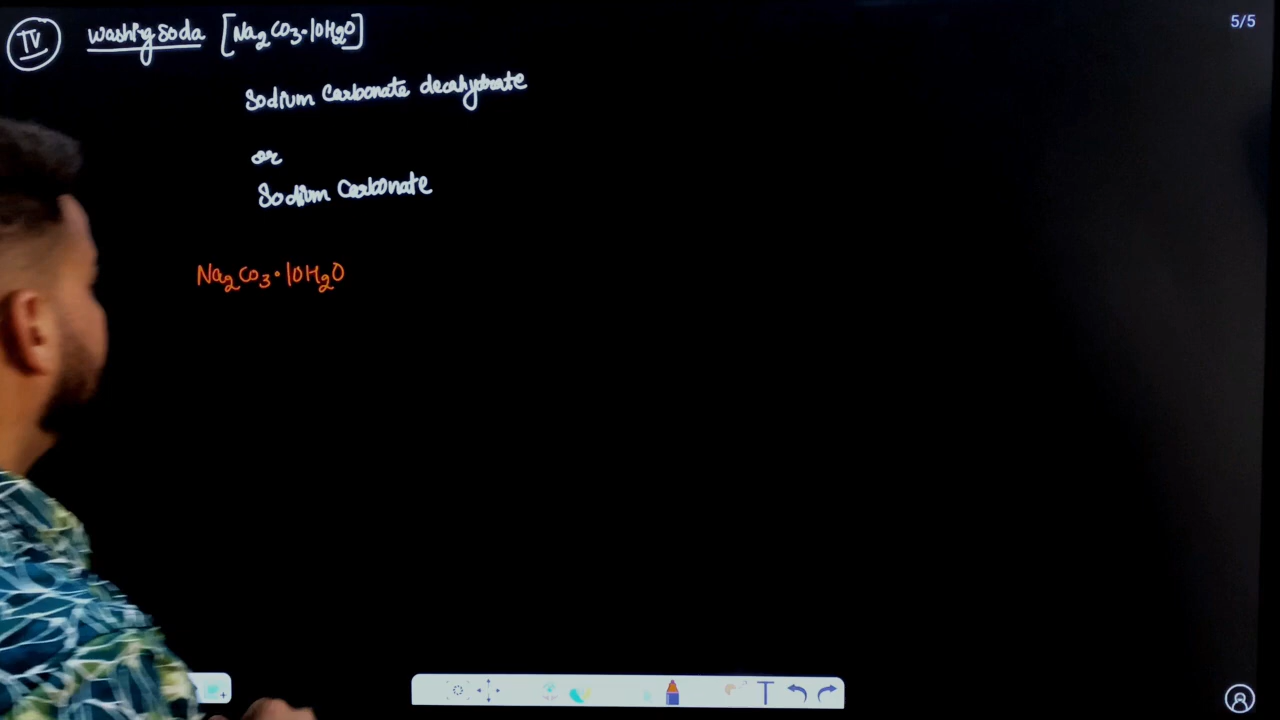 IV Washing Soda [Na₂CO₃·10H₂O]
5/5
Sodium Carbonate decahydrate
or
Sodium Carbonate
Na₂CO₃·10H₂O
T